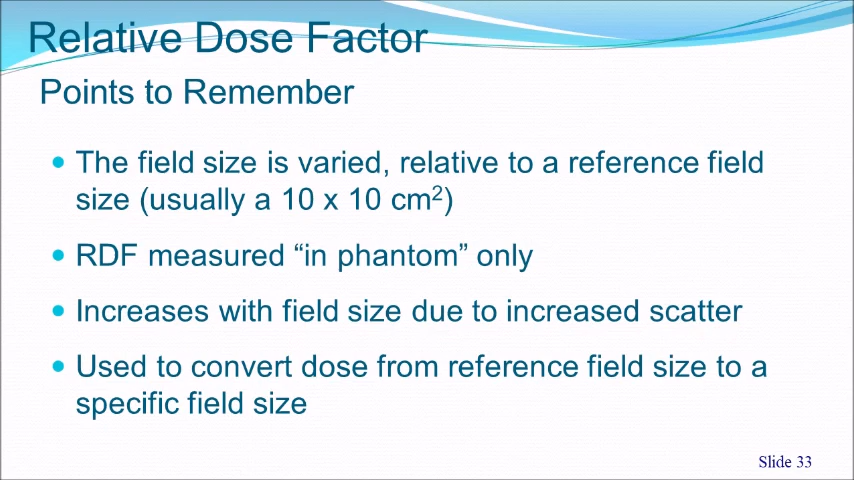 Relative Dose Factor
Points to Remember
• The field size is varied, relative to a reference field
size (usually a 10 x 10 cm²)
• RDF measured “in phantom” only
• Increases with field size due to increased scatter
• Used to convert dose from reference field size to a
specific field size
Slide 33